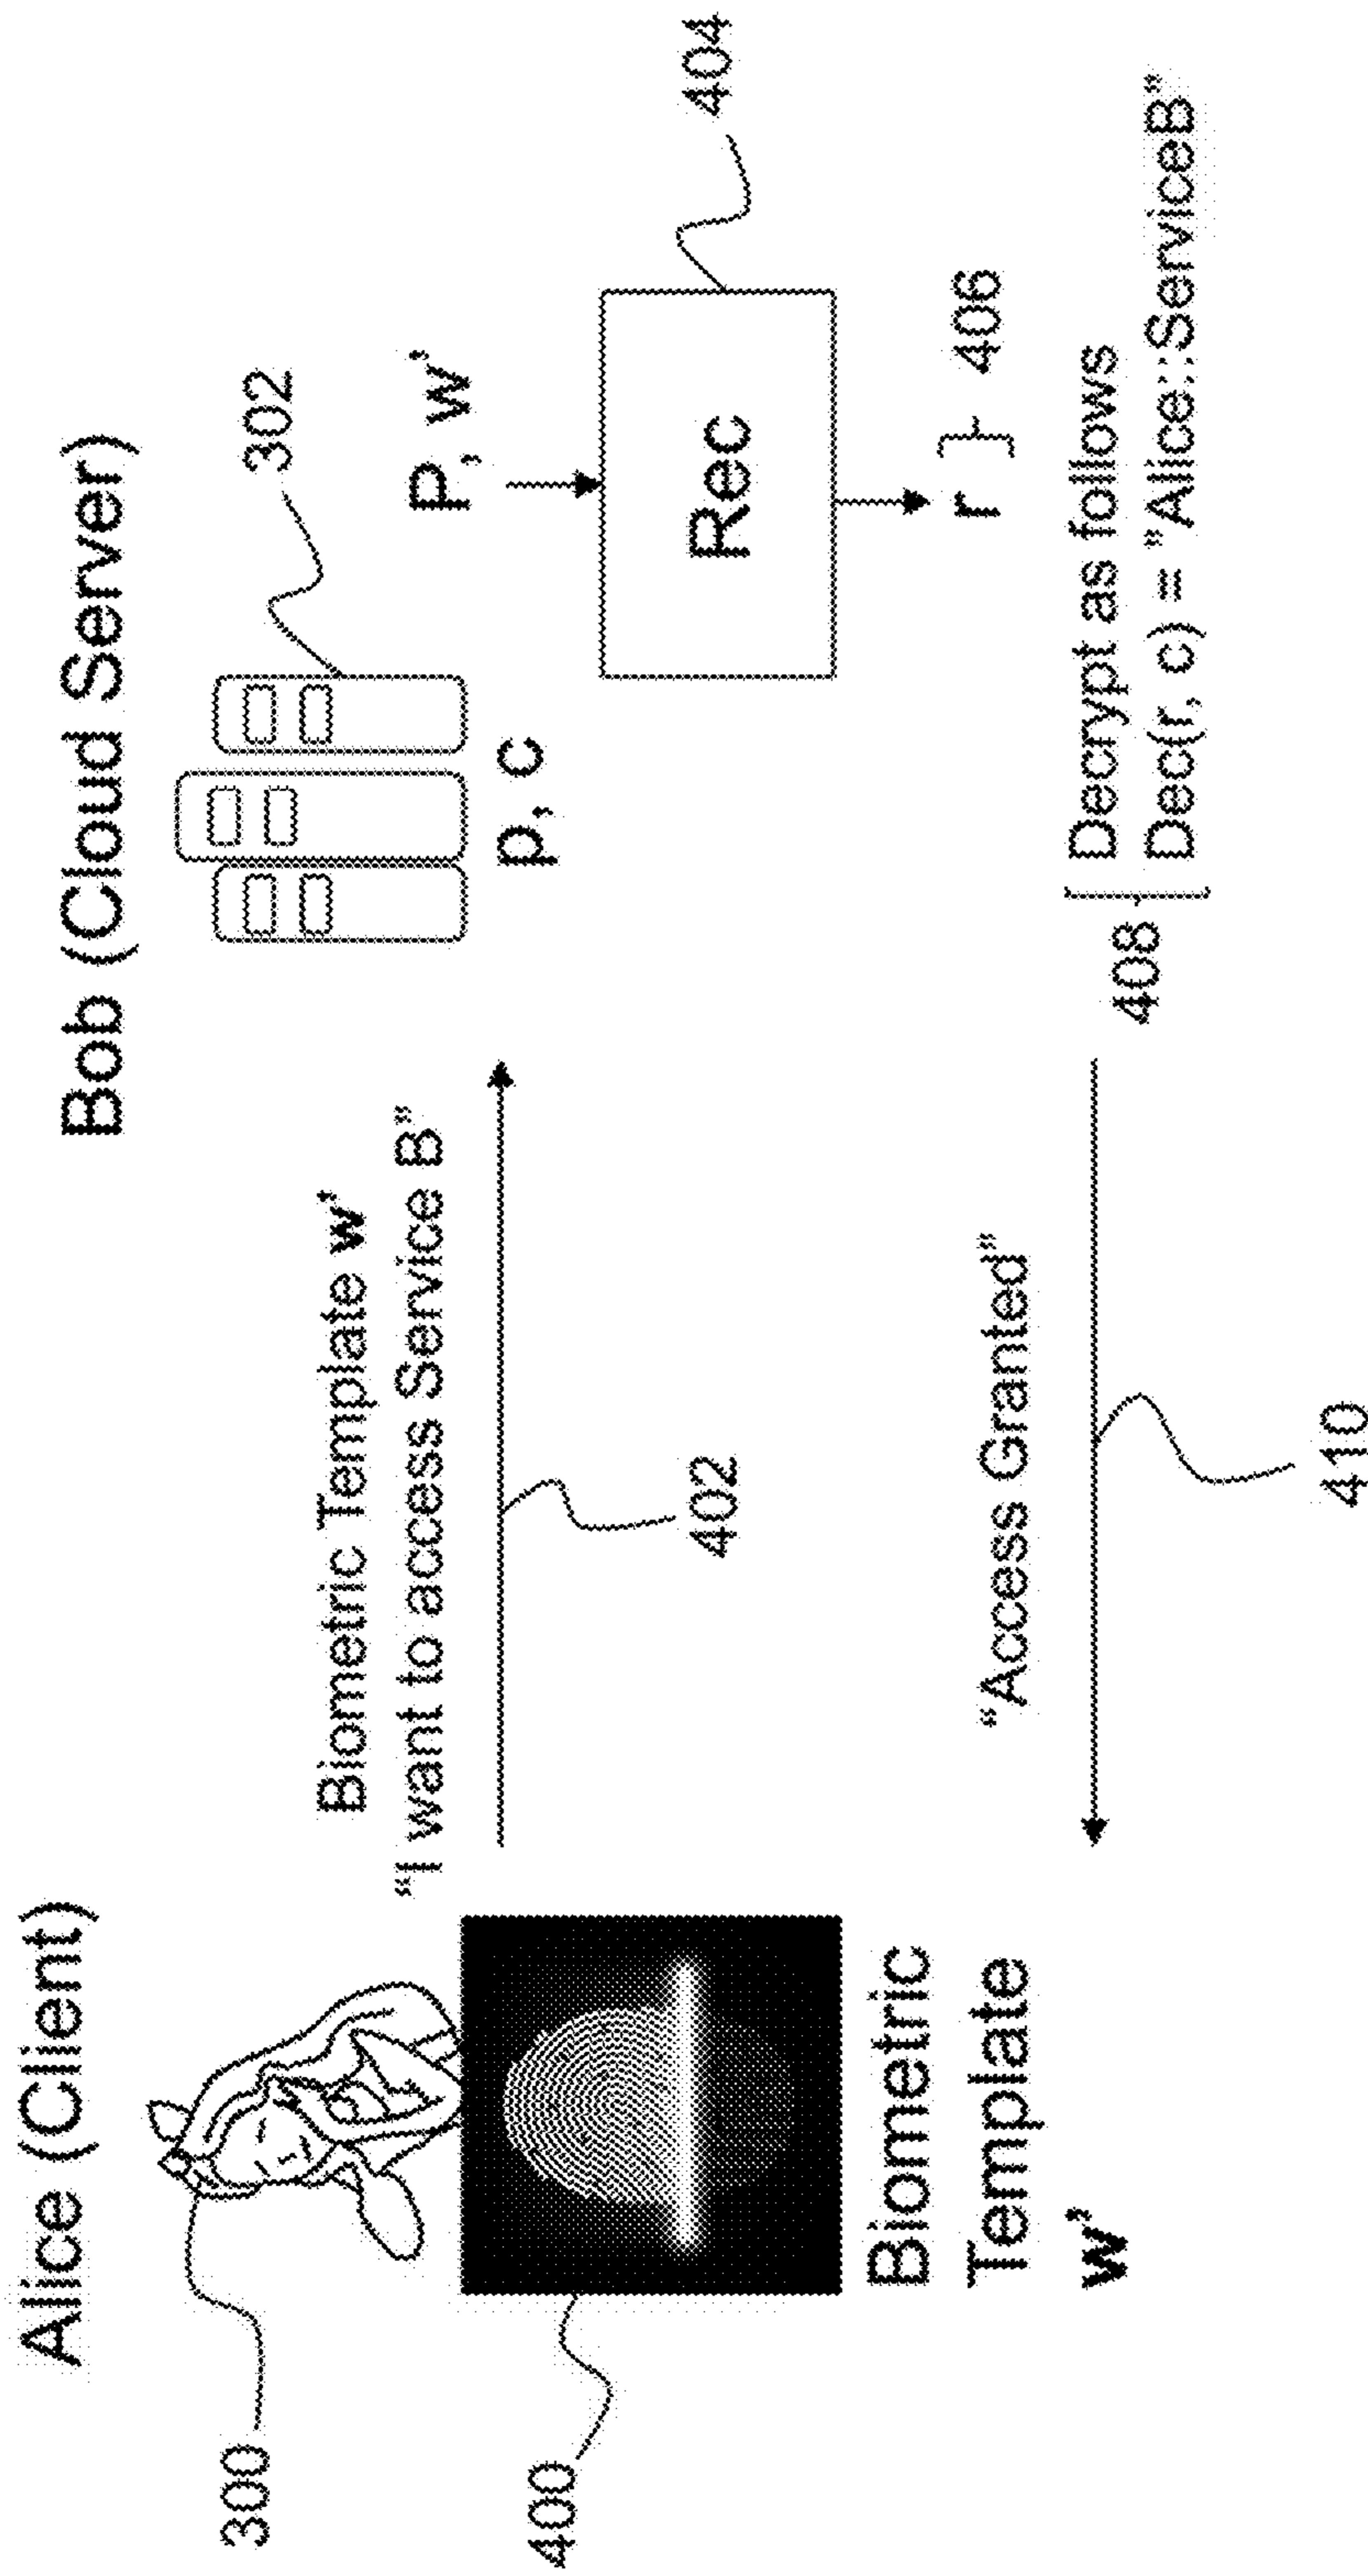 Alice (Client)
300
400
Biometric
Template
w’
Biometric Template w'
“I want to access Service B”
402
“Access Granted”
410
Bob (Cloud Server)
302
p, c
P, w'
Rec
404
r
406
408
Decrypt as follows
Dec(r, c) = "Alice::ServiceB”